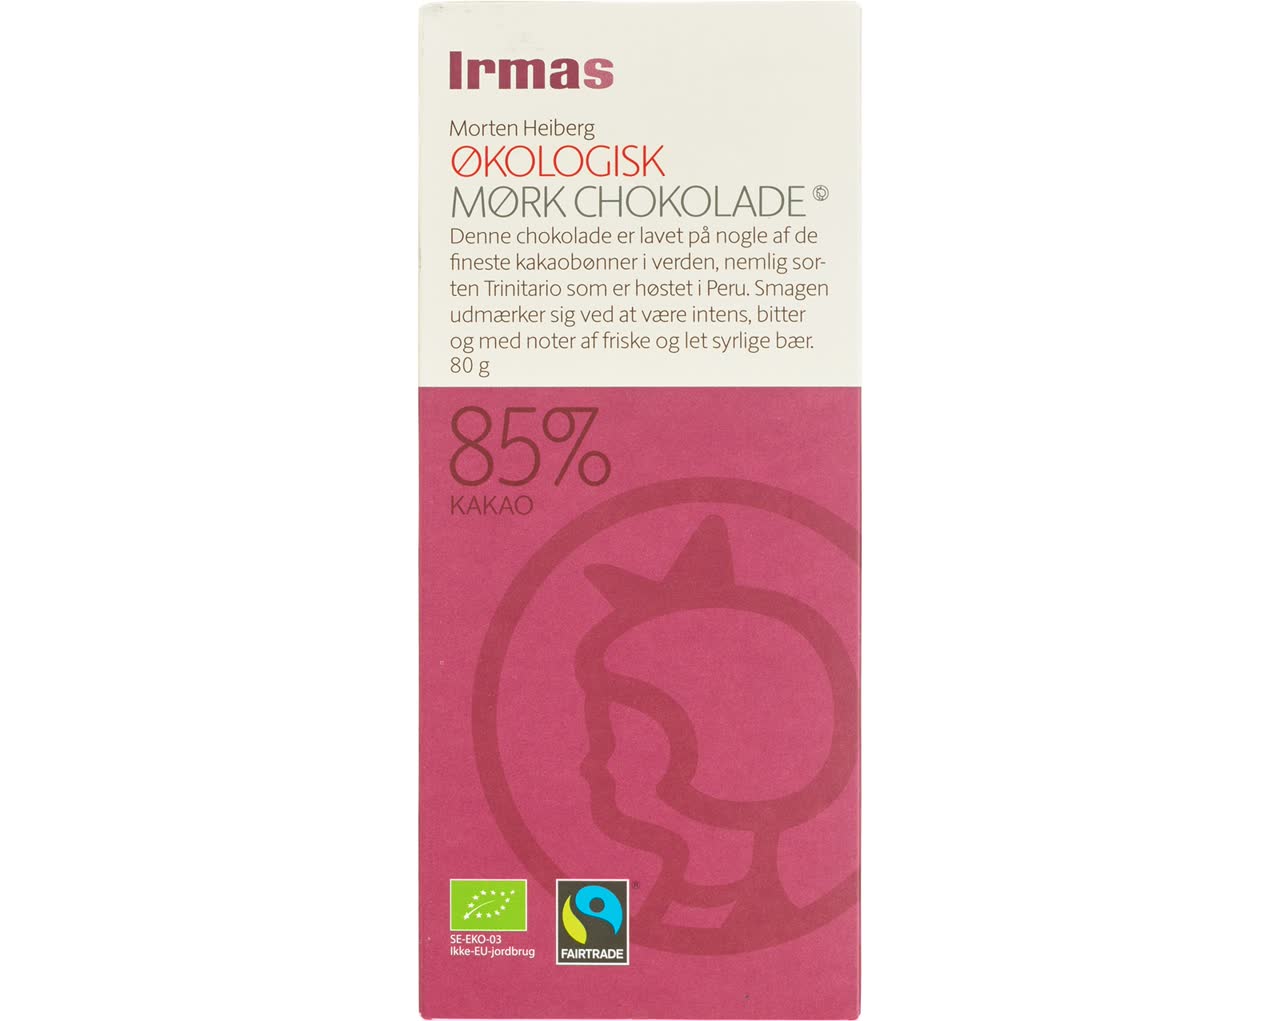 Irmas
Morten Heiberg
ØKOLOGISK
MØRK CHOKOLADE
Denne chokolade er lavet på nogle af de
fineste kakaobønner i verden, nemlig sor-
ten Trinitario som er høstet i Peru. Smagen
udmærker sig ved at være intens, bitter
og med noter af friske og let syrlige bær.
80 g
85%
KAKAO
SE-EKO-03
Ikke-EU-jordbrug
FAIRTRADE
®